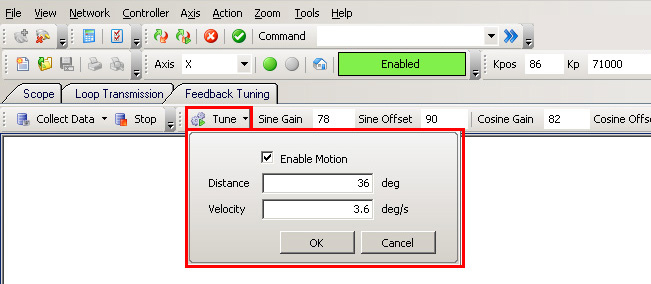 File View Network Controller Axis Action Zoom Tools Help
Command
Axis X Enabled Kpos 86 Kp 71000
Scope Loop Transmission Feedback Tuning
Collect Data Stop Tune Sine Gain 78 Sine Offset 90 Cosine Gain 82 Cosine Offse
Enable Motion
Distance 36 deg
Velocity 3.6 deg/s
OK Cancel